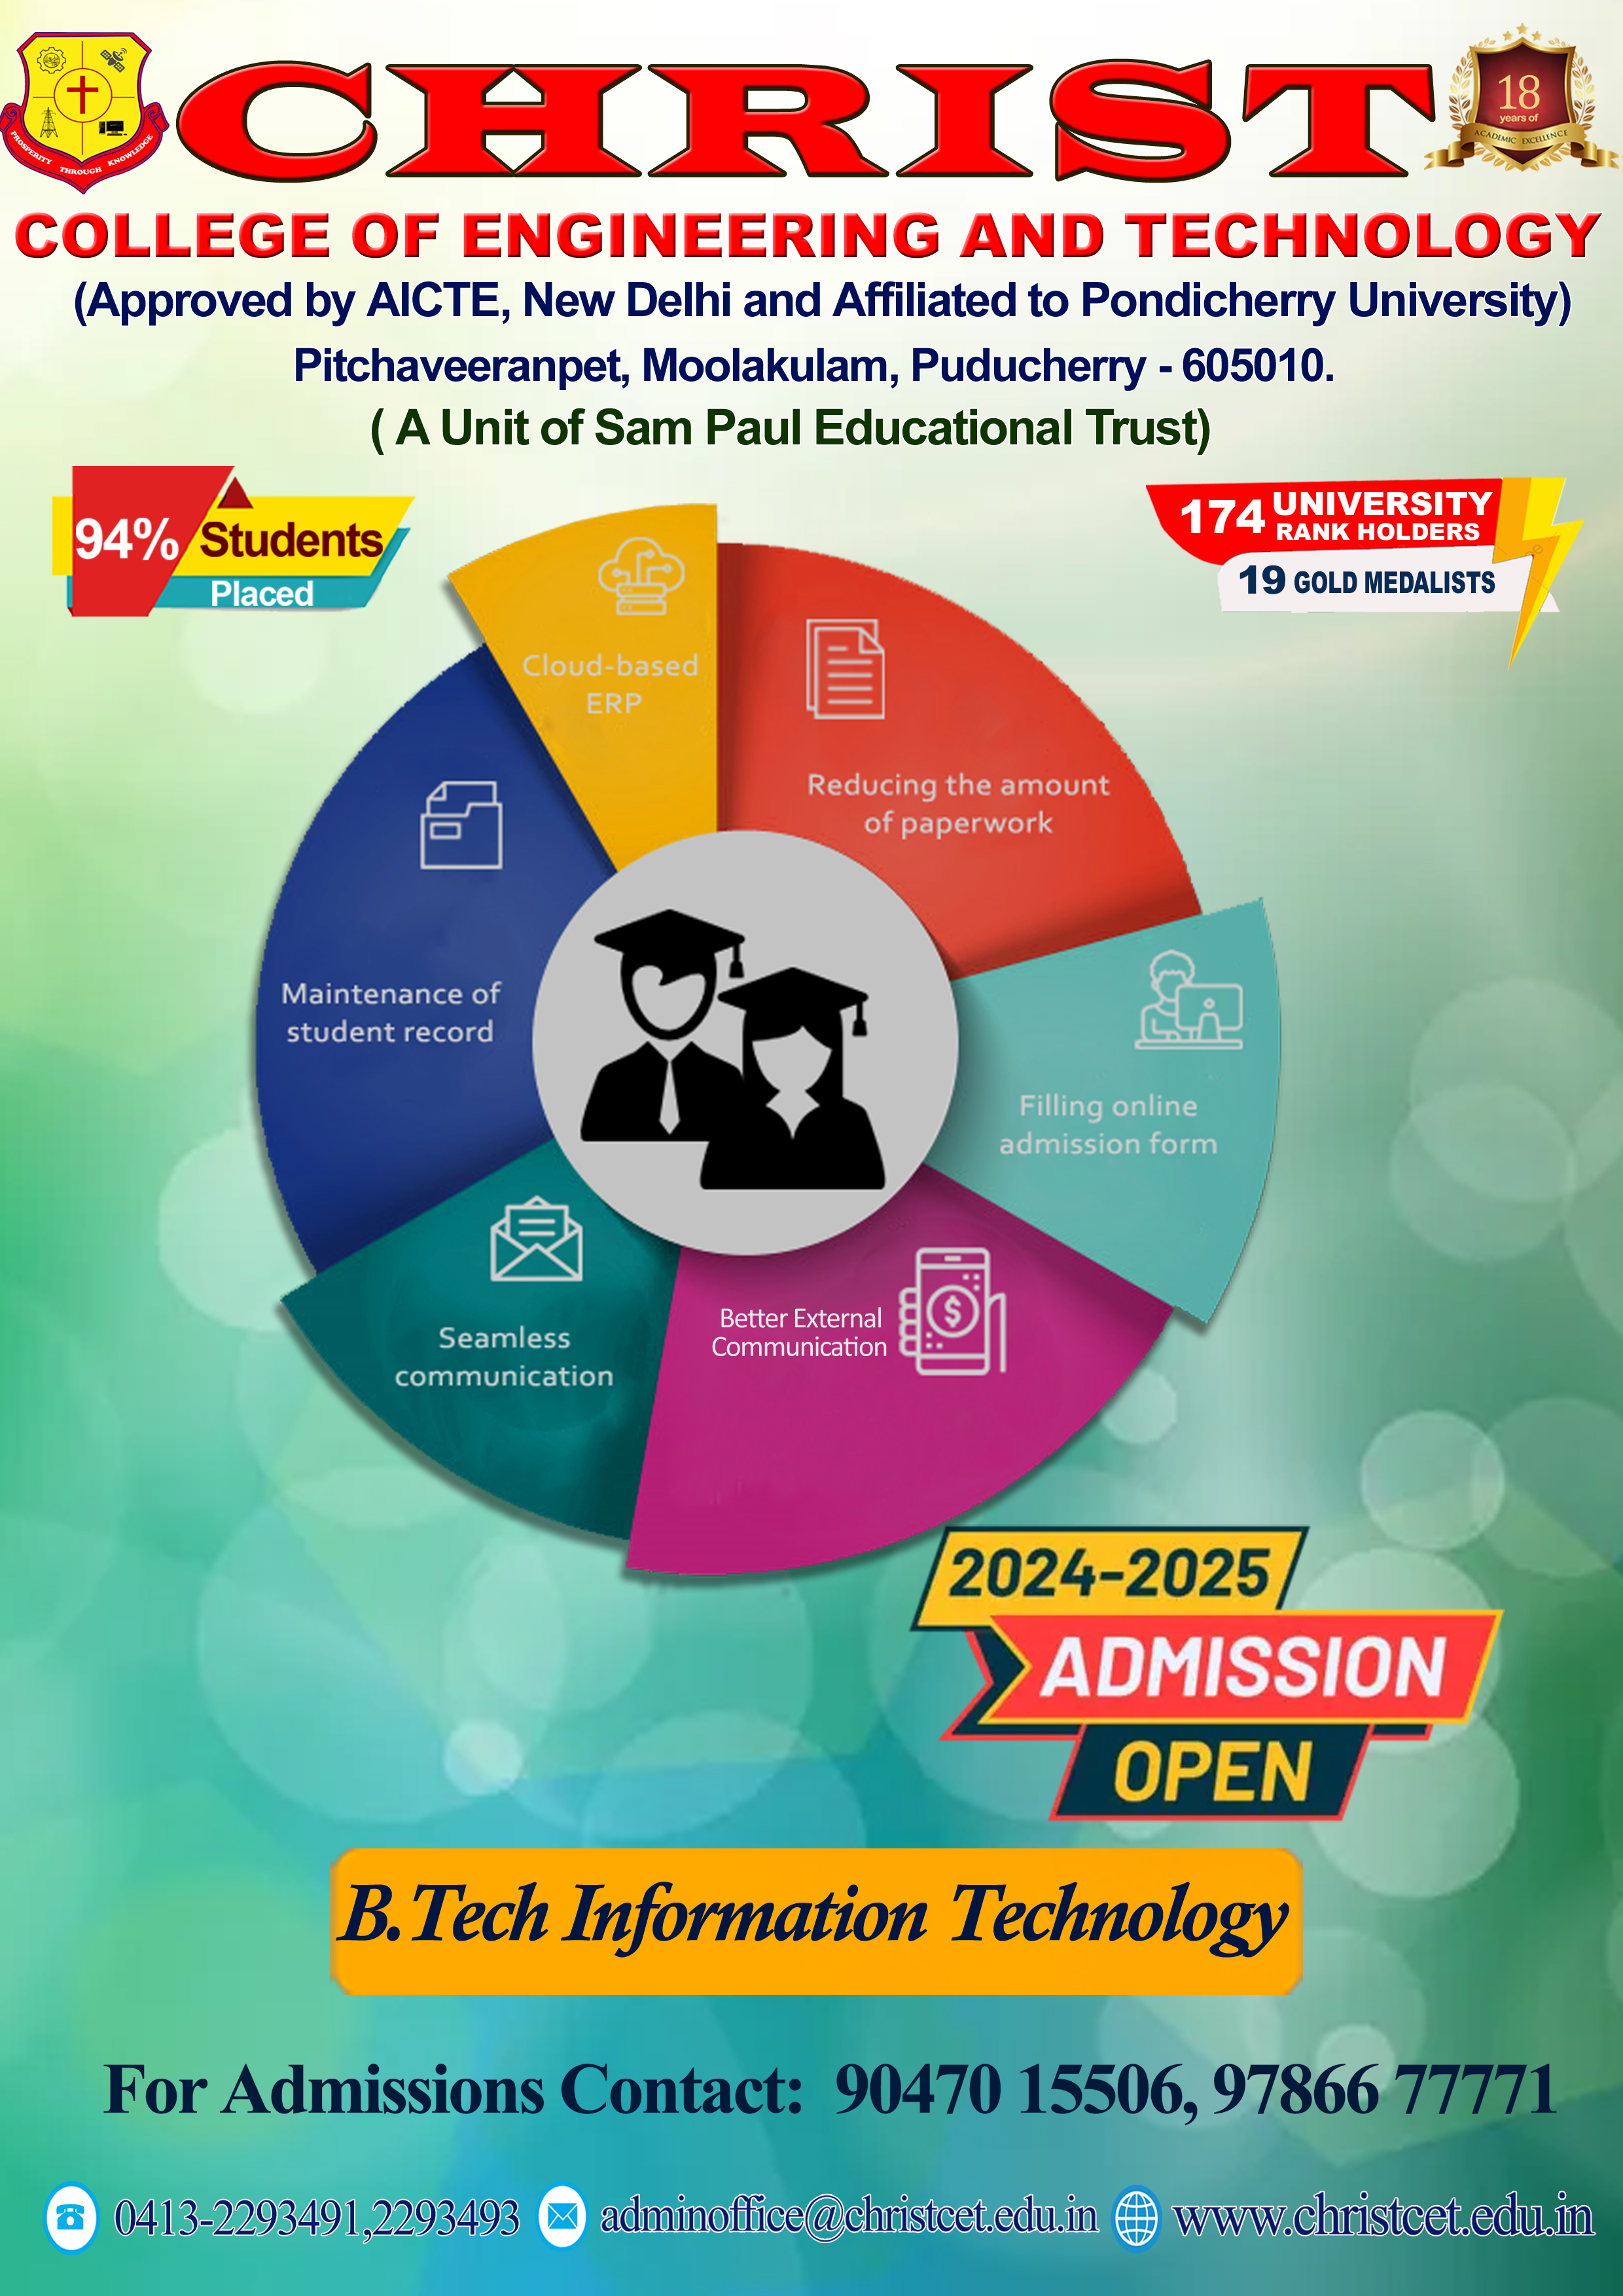 PROSPERITY THROUGH KNOWLEDGE
CHRIST
18
years of
ACADEMIC EXCELLENCE
COLLEGE OF ENGINEERING AND TECHNOLOGY
(Approved by AICTE, New Delhi and Affiliated to Pondicherry University)
Pitchaveeranpet, Moolakulam, Puducherry - 605010.
( A Unit of Sam Paul Educational Trust)
94% Students
Placed
174 UNIVERSITY
RANK HOLDERS
19 GOLD MEDALISTS
Cloud-based
ERP
Reducing the amount
of paperwork
Maintenance of
student record
Filling online
admission form
Seamless
communication
Better External
Communication
$
2024-2025
ADMISSION
OPEN
B.Tech Information Technology
For Admissions Contact: 90470 15506, 97866 77771
0413-2293491,2293493 adminoffice@christcet.edu.in www.christcet.edu.in